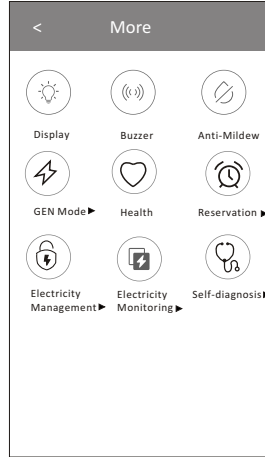 < More
Display Buzzer Anti-Mildew
GEN Mode► Health Reservation►
Electricity Electricity Self-diagnosis►
Management► Monitoring►